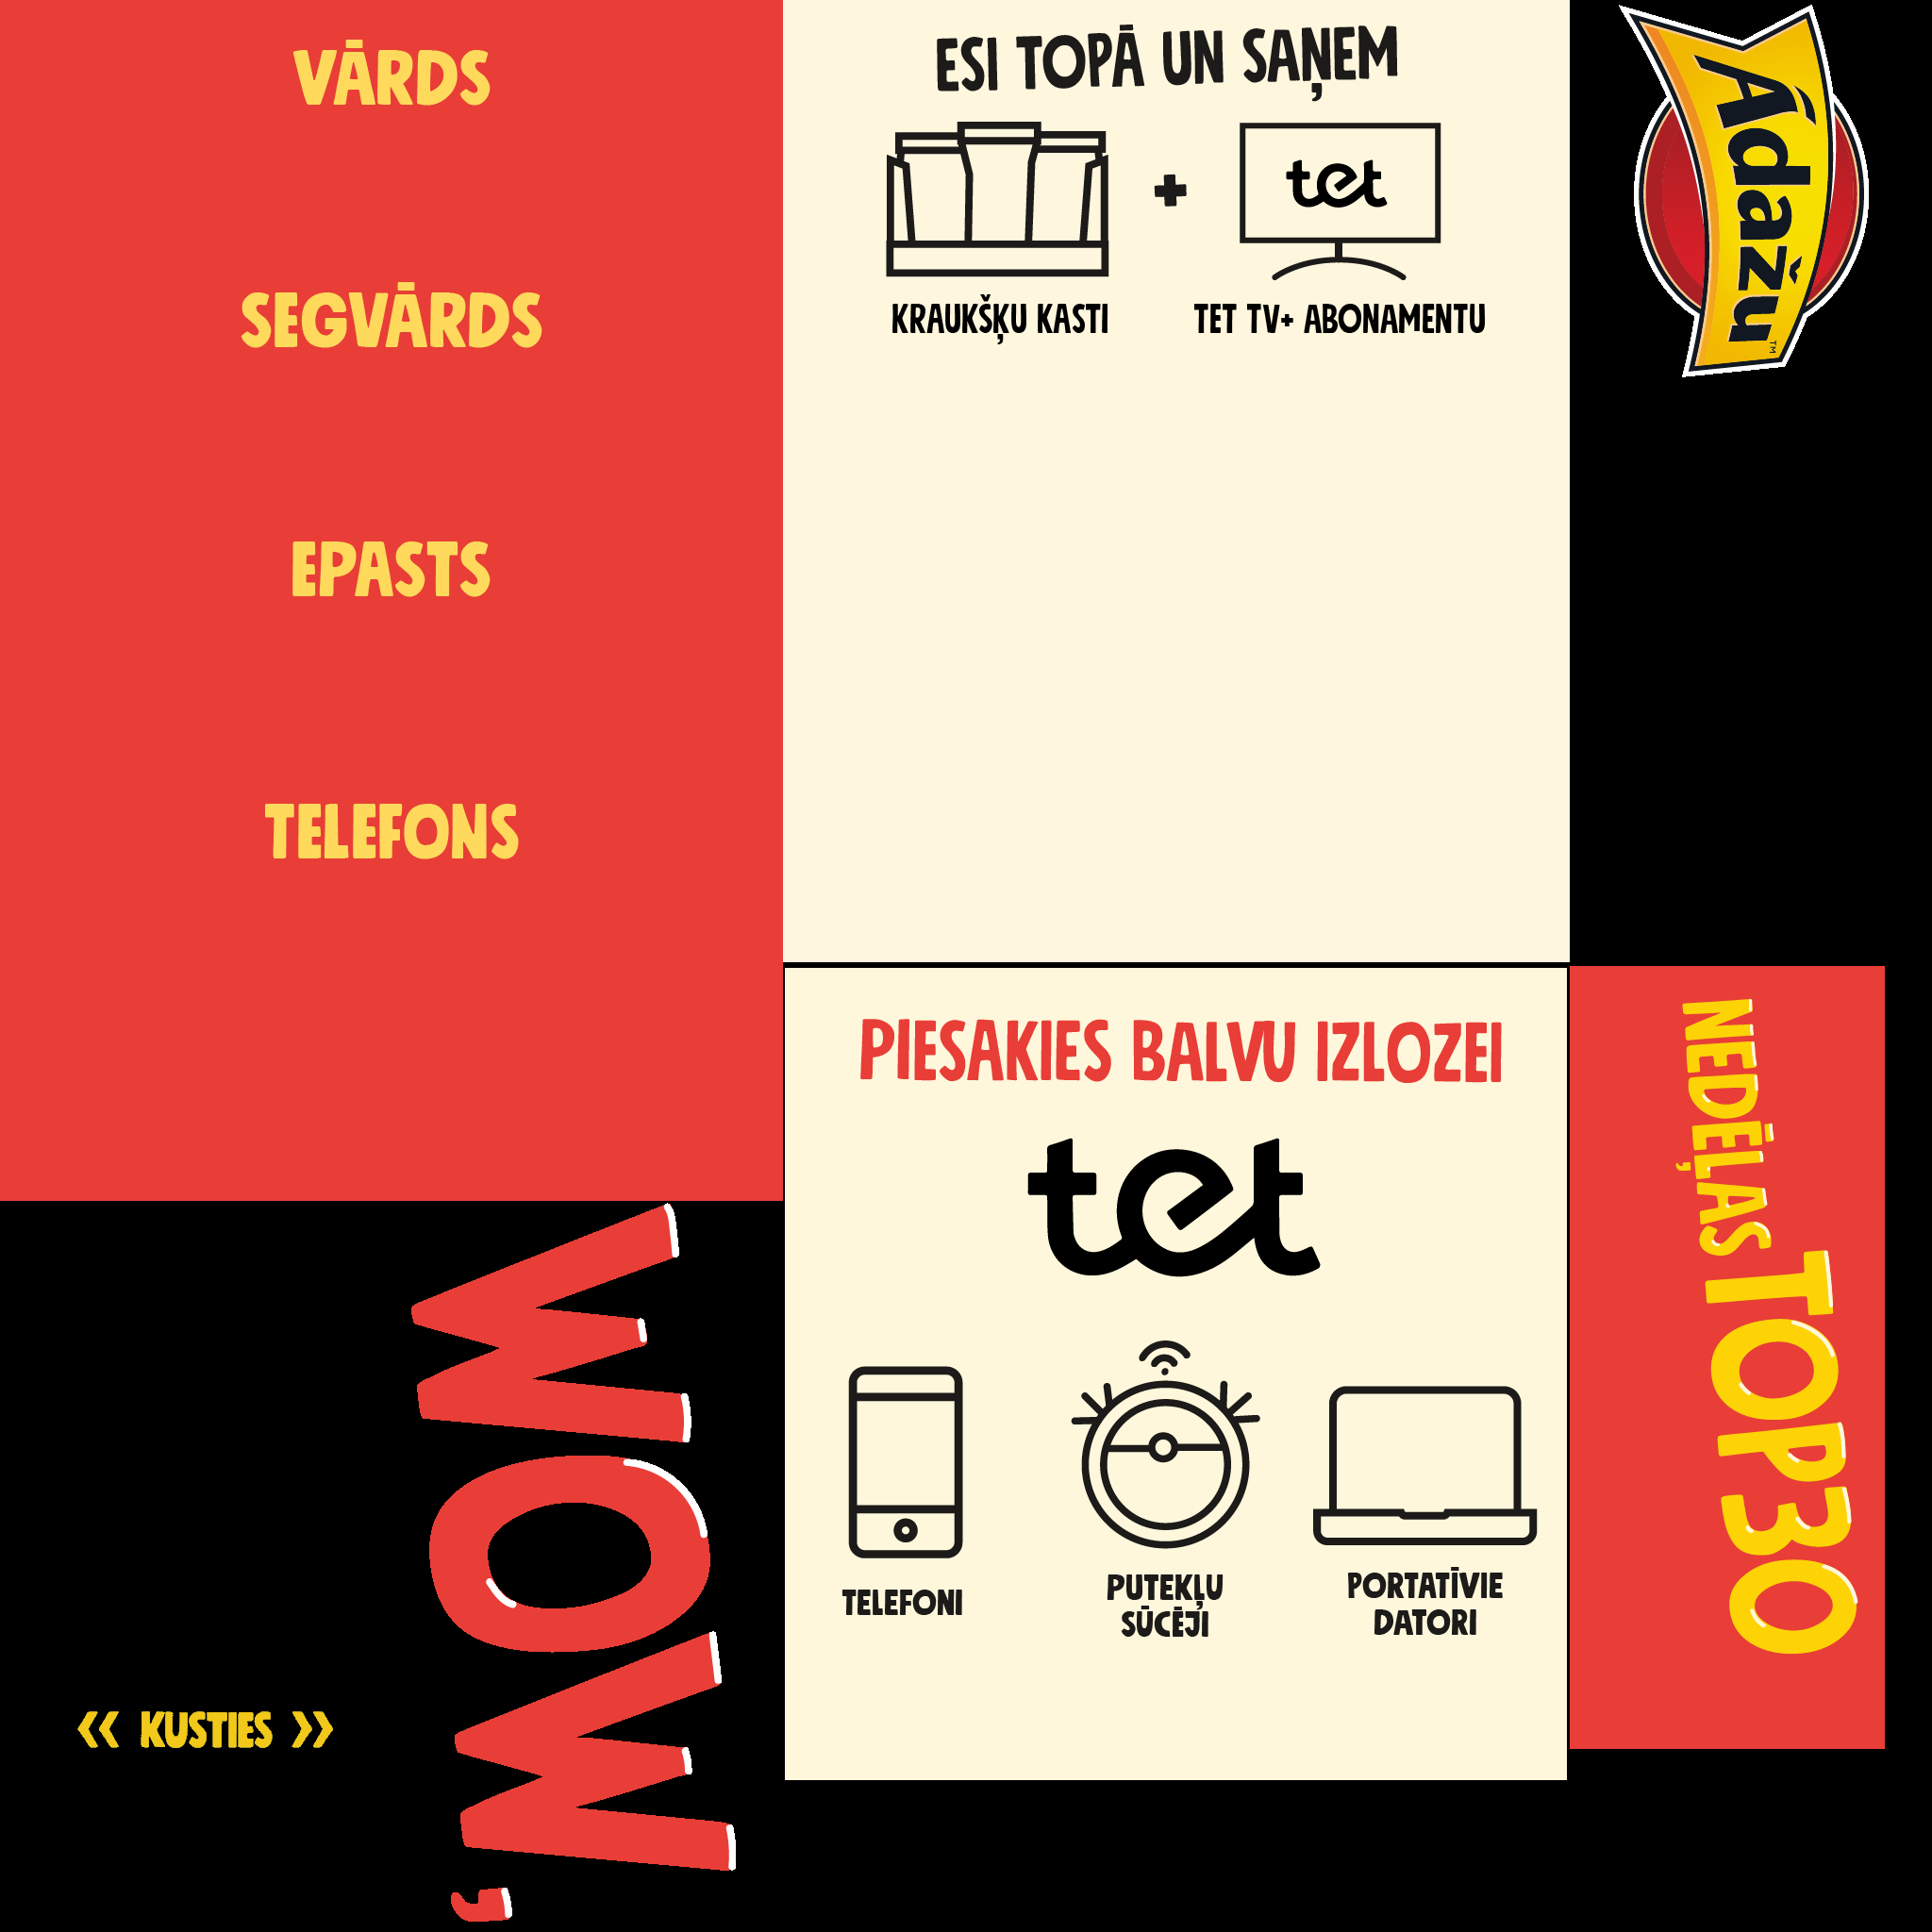 VĀRDS
SEGVĀRDS
EPASTS
TELEFONS
ESI TOPĀ UN SAŅEM
+
tet
KRAUKŠĶU KASTI
TET TV+ ABONAMENTU
Ādažu™
PIESAKIES BALVU IZLOZEI
tet
TELEFONI
PUTEKĻU
SŪCĒJI
PORTATĪVIE
DATORI
NEDĒĻAS TOP30
WOW,
<< KUSTIES >>